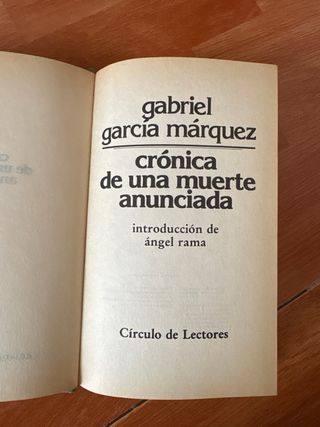 gabriel
garcía márquez
crónica
de una muerte
anunciada
introducción de
ángel rama
Círculo de Lectores